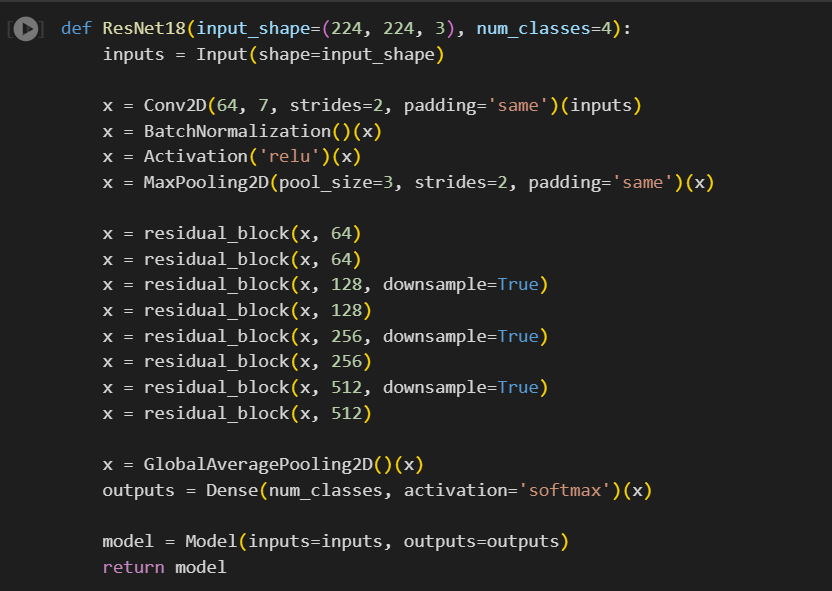 def ResNet18(input_shape=(224, 224, 3), num_classes=4):
    inputs = Input(shape=input_shape)

    x = Conv2D(64, 7, strides=2, padding='same')(inputs)
    x = BatchNormalization()(x)
    x = Activation('relu')(x)
    x = MaxPooling2D(pool_size=3, strides=2, padding='same')(x)

    x = residual_block(x, 64)
    x = residual_block(x, 64)
    x = residual_block(x, 128, downsample=True)
    x = residual_block(x, 128)
    x = residual_block(x, 256, downsample=True)
    x = residual_block(x, 256)
    x = residual_block(x, 512, downsample=True)
    x = residual_block(x, 512)

    x = GlobalAveragePooling2D()(x)
    outputs = Dense(num_classes, activation='softmax')(x)

    model = Model(inputs=inputs, outputs=outputs)
    return model